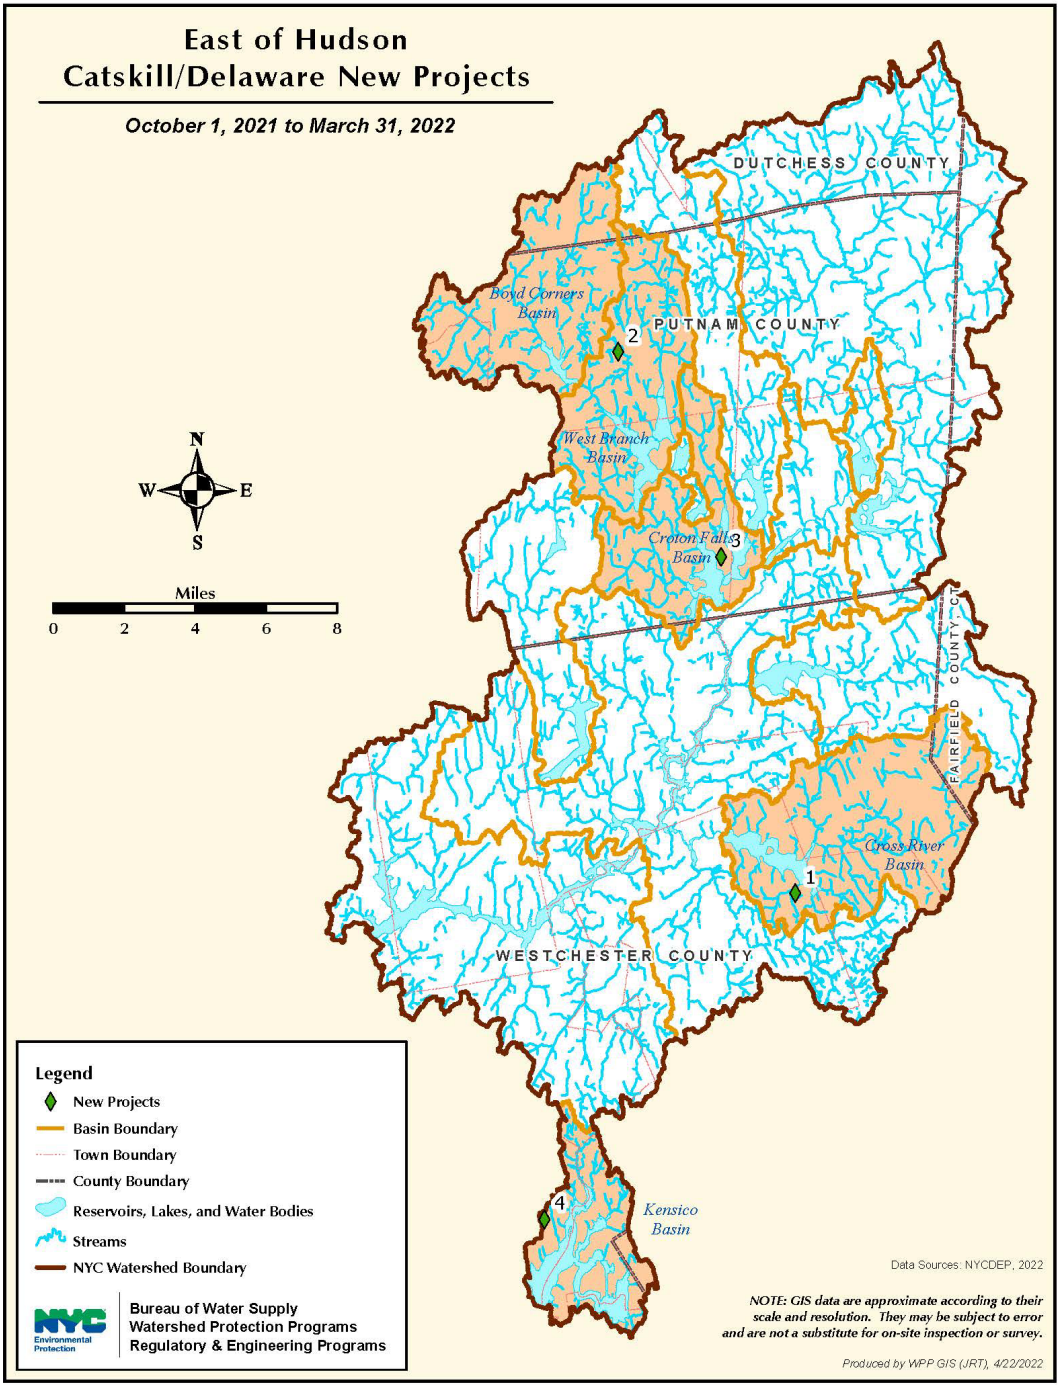 East of Hudson
Catskill/Delaware New Projects
October 1, 2021 to March 31, 2022
DUTCHESS COUNTY
Boyd Corners
Basin
PUTNAM COUNTY
2
West Branch
Basin
N
W
E
S
Croton Falls
Basin
3
Miles
0 2 4 6 8
FAIRFIELD COUNTY, CT
Cross River
Basin
1
WESTCHESTER COUNTY
4
Kensico
Basin
Legend
New Projects
Basin Boundary
Town Boundary
County Boundary
Reservoirs, Lakes, and Water Bodies
Streams
NYC Watershed Boundary
NYC
Environmental
Protection
Bureau of Water Supply
Watershed Protection Programs
Regulatory & Engineering Programs
Data Sources: NYCDEP, 2022
NOTE: GIS data are approximate according to their
scale and resolution. They may be subject to error
and are not a substitute for on-site inspection or survey.
Produced by WPP GIS (JRT), 4/22/2022